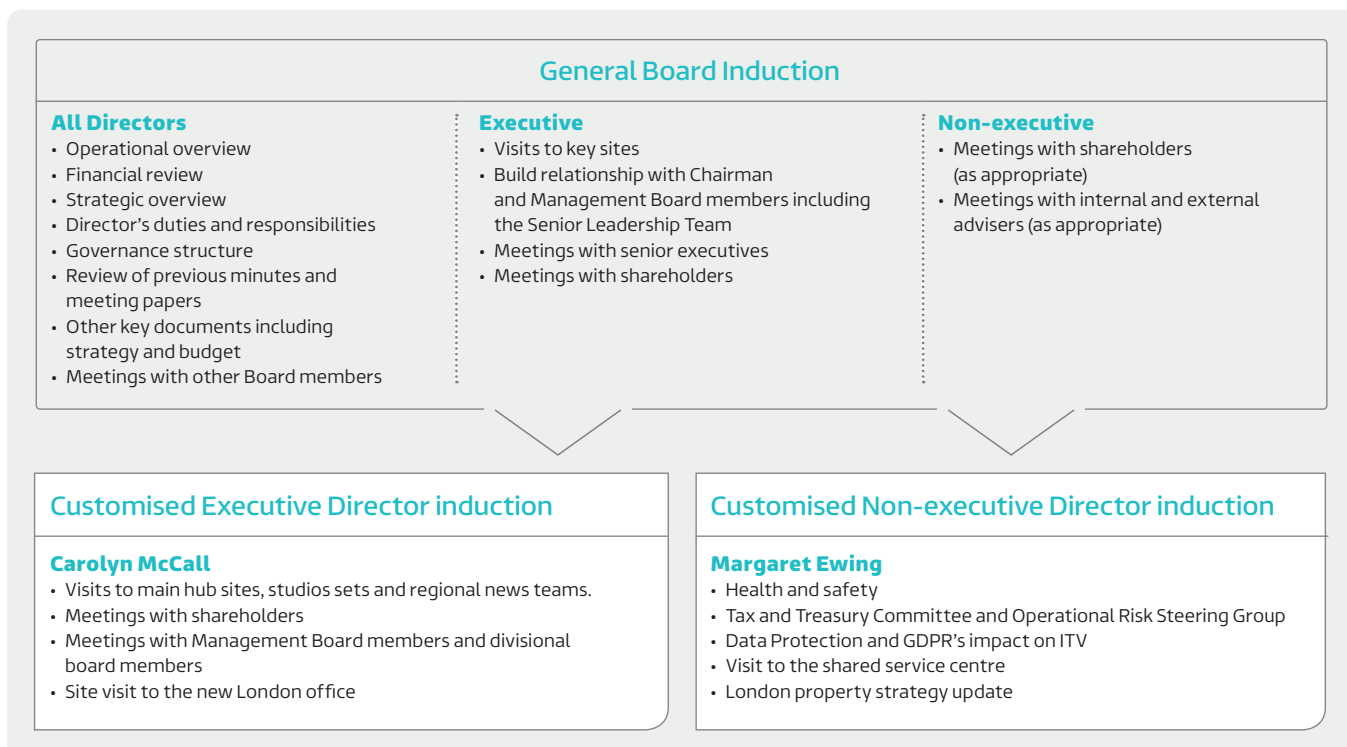 General Board Induction
All Directors
• Operational overview
• Financial review
• Strategic overview
• Director's duties and responsibilities
• Governance structure
• Review of previous minutes and
meeting papers
• Other key documents including
strategy and budget
• Meetings with other Board members
Executive
• Visits to key sites
• Build relationship with Chairman
and Management Board members including
the Senior Leadership Team
• Meetings with senior executives
• Meetings with shareholders
Non-executive
• Meetings with shareholders
(as appropriate)
• Meetings with internal and external
advisers (as appropriate)
Customised Executive Director induction
Carolyn McCall
• Visits to main hub sites, studios sets and regional news teams.
• Meetings with shareholders
• Meetings with Management Board members and divisional
board members
• Site visit to the new London office
Customised Non-executive Director induction
Margaret Ewing
• Health and safety
• Tax and Treasury Committee and Operational Risk Steering Group
• Data Protection and GDPR's impact on ITV
• Visit to the shared service centre
• London property strategy update